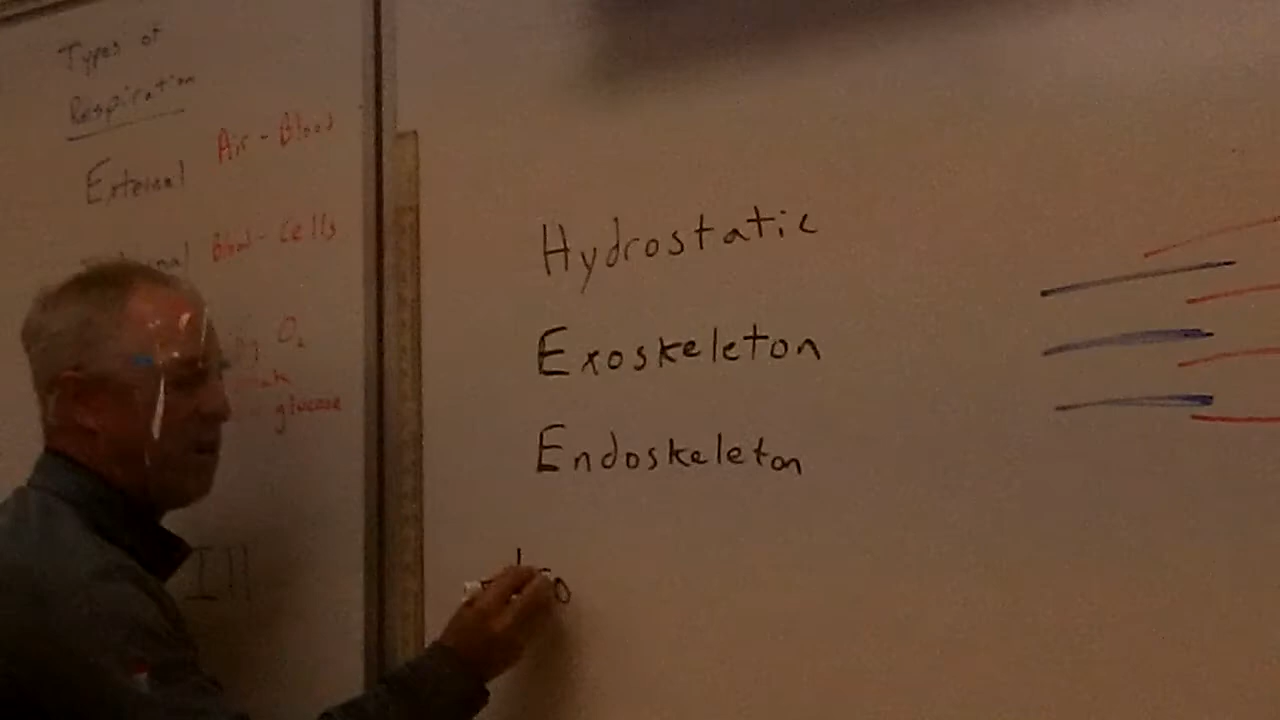 Types of
Respiration
External Air - Blood
Blood - Cells
O₂
glucose
Hydrostatic
Exoskeleton
Endoskeleton